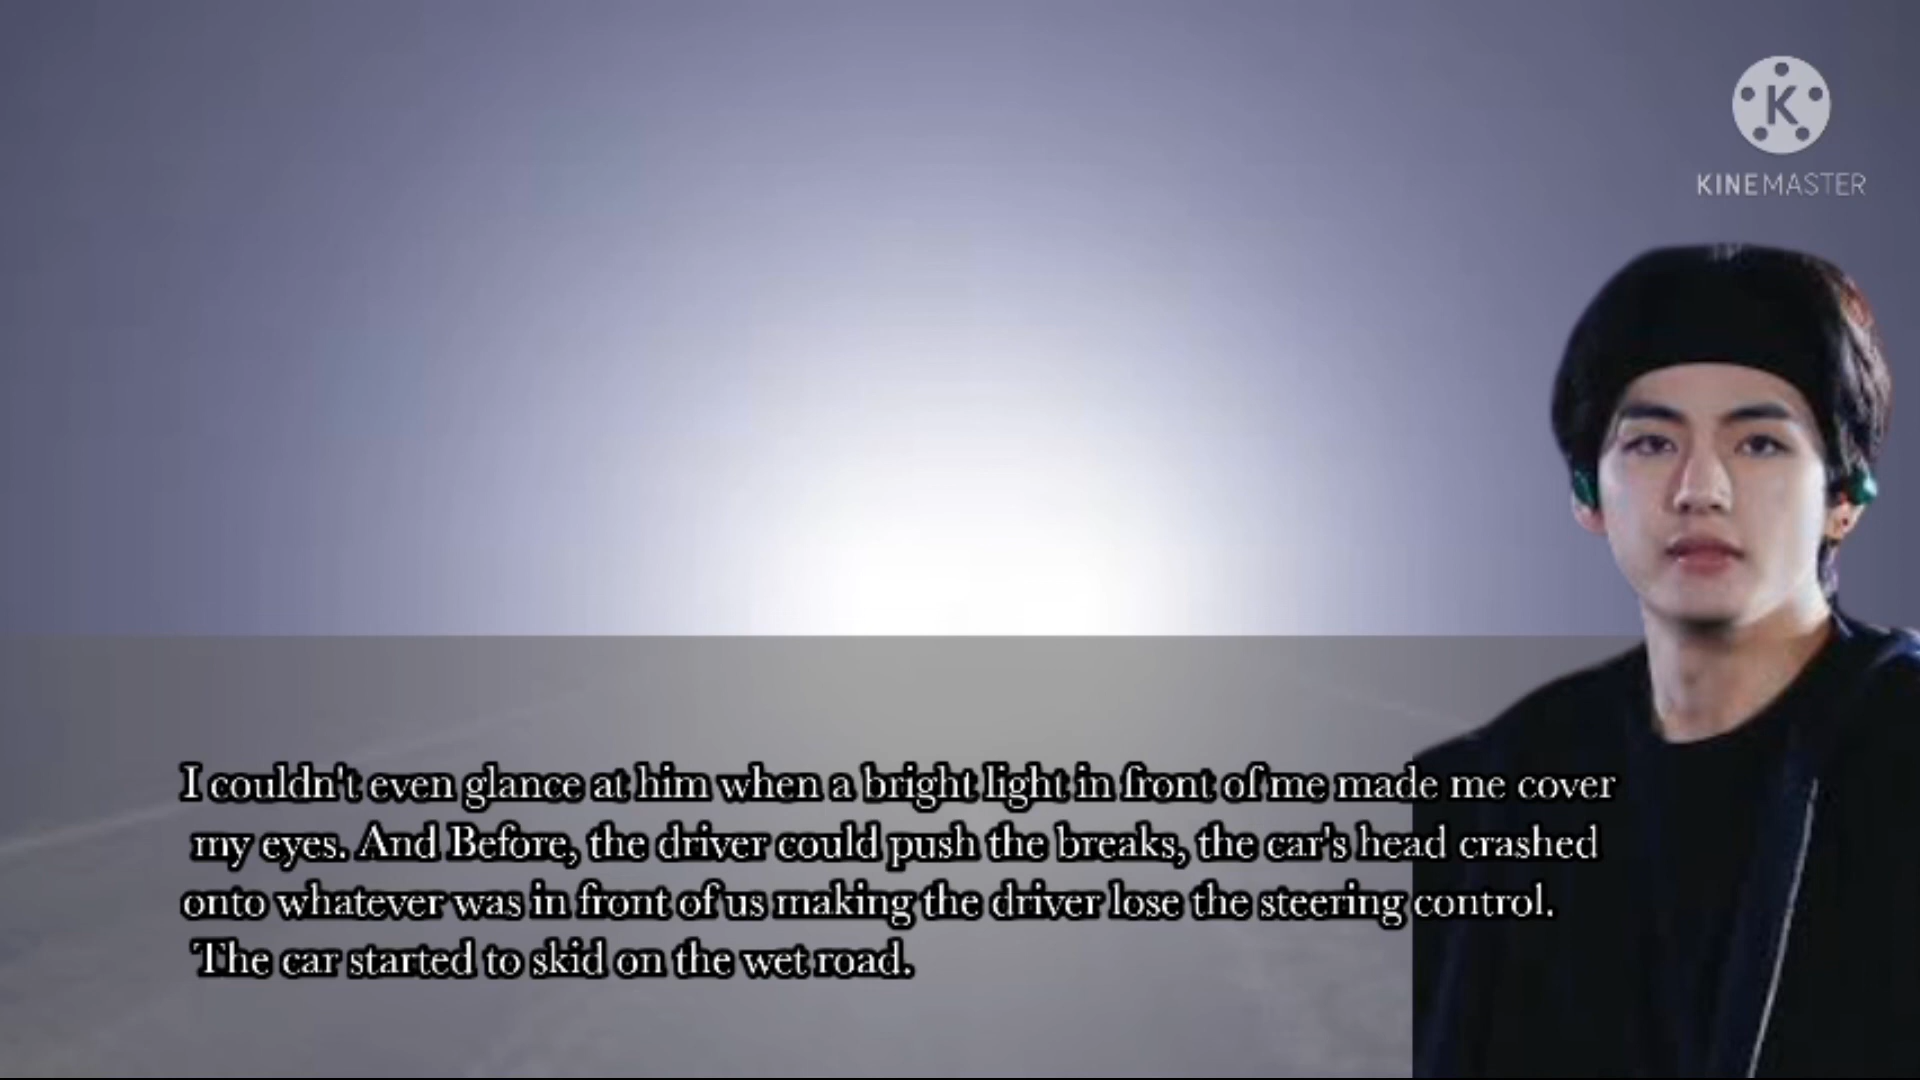 K
KINEMASTER
I couldn't even glance at him when a bright light in front of me made me cover
my eyes. And Before, the driver could push the breaks, the car's head crashed
onto whatever was in front of us making the driver lose the steering control.
The car started to skid on the wet road.